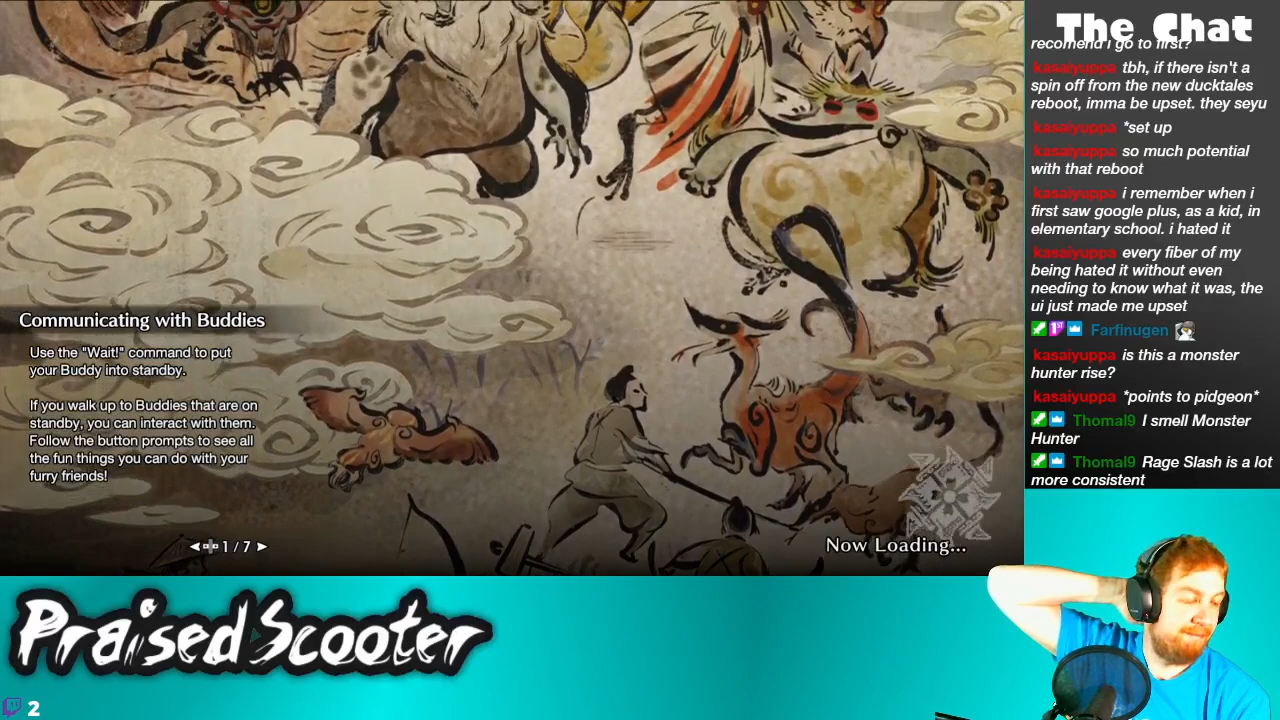 The Chat
recomend i go to first?
kasaiyuppa tbh, if there isn't a
spin off from the new ducktales
reboot, imma be upset. they seyu
kasaiyuppa *set up
kasaiyuppa so much potential
with that reboot
kasaiyuppa i remember when i
first saw google plus, as a kid, in
elementary school. i hated it
kasaiyuppa every fiber of my
being hated it without even
needing to know what it was, the
ui just made me upset
1st Farfinugen
kasaiyuppa is this a monster
hunter rise?
kasaiyuppa *points to pidgeon*
Thomal9 I smell Monster
Hunter
Thomal9 Rage Slash is a lot
more consistent
Communicating with Buddies
Use the "Wait!" command to put
your Buddy into standby.
If you walk up to Buddies that are on
standby, you can interact with them.
Follow the button prompts to see all
the fun things you can do with your
furry friends!
1 / 7
Now Loading...
Praised Scooter
2